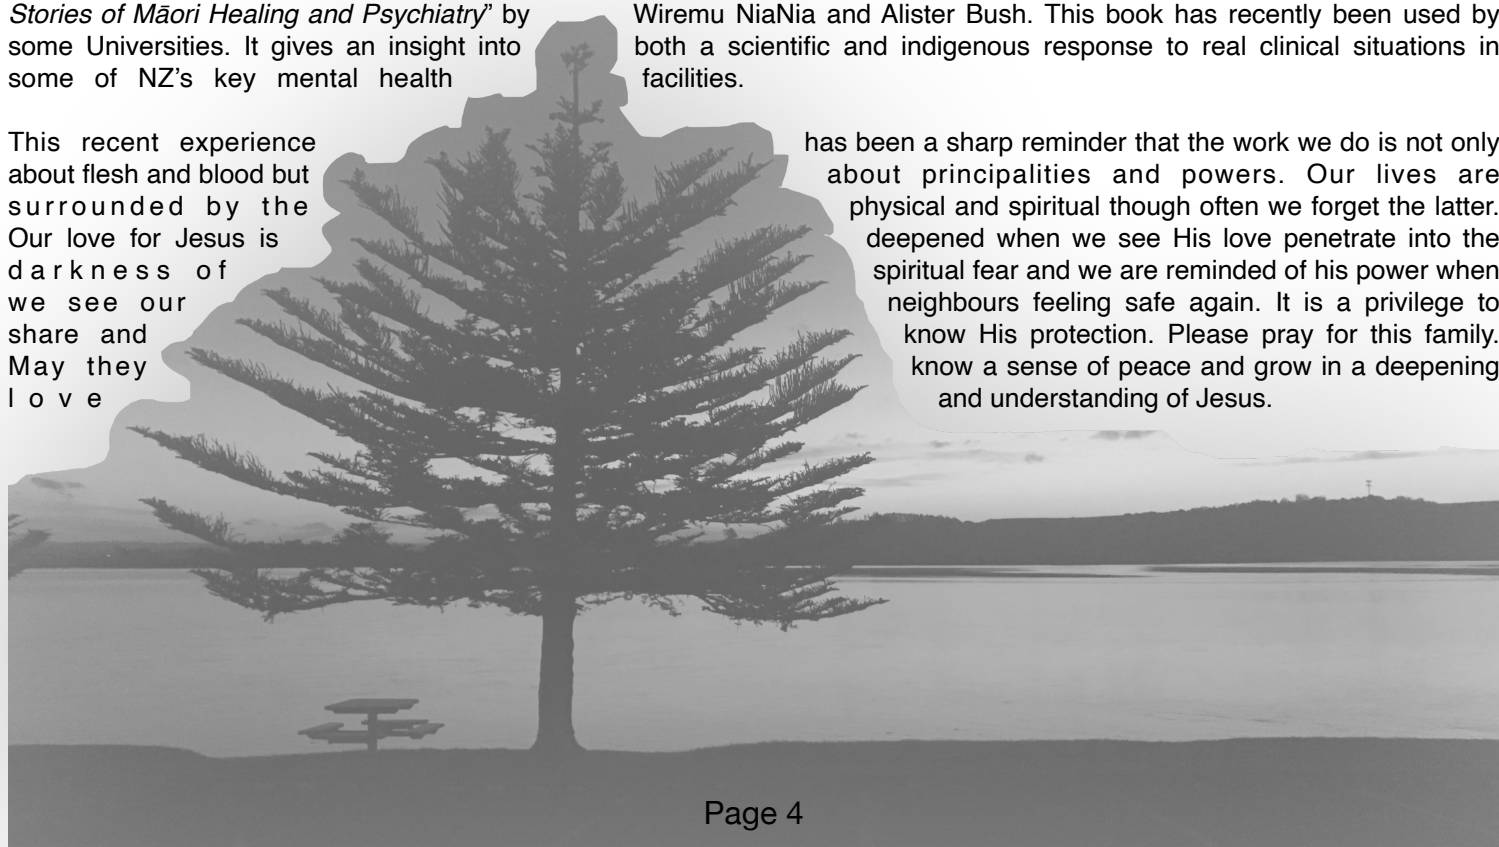 Stories of Māori Healing and Psychiatry” by Wiremu NiaNia and Alister Bush. This book has recently been used by
some Universities. It gives an insight into both a scientific and indigenous response to real clinical situations in
some of NZ’s key mental health facilities.
This recent experience has been a sharp reminder that the work we do is not only
about flesh and blood but about principalities and powers. Our lives are
surrounded by the physical and spiritual though often we forget the latter.
Our love for Jesus is deepened when we see His love penetrate into the
darkness of spiritual fear and we are reminded of his power when
we see our neighbours feeling safe again. It is a privilege to
share and know His protection. Please pray for this family.
May they know a sense of peace and grow in a deepening
love and understanding of Jesus.
Page 4